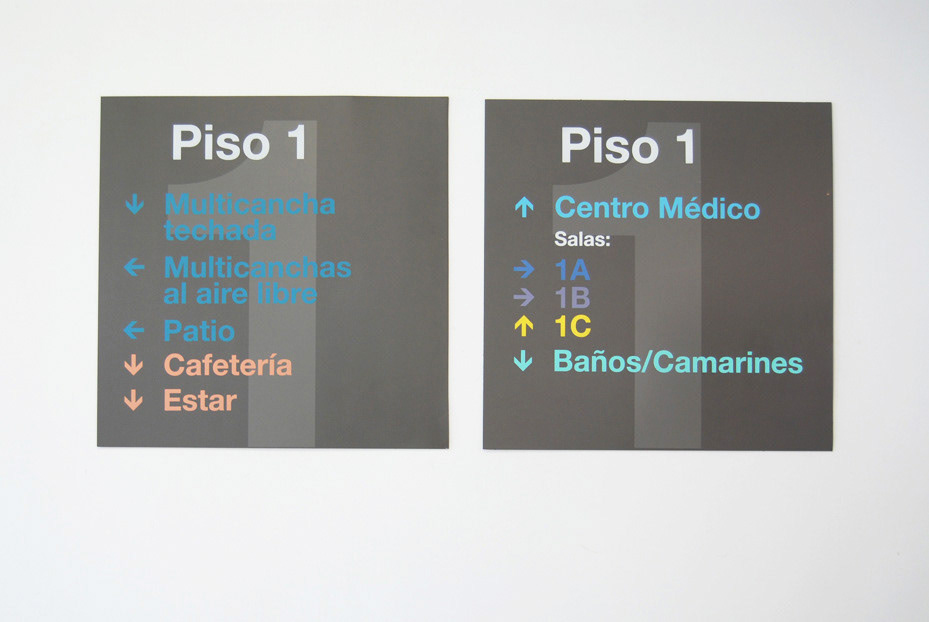 Piso 1
↓ Multicancha
techada
← Multicanchas
al aire libre
← Patio
↓ Cafetería
↓ Estar
Piso 1
↑ Centro Médico
Salas:
→ 1A
→ 1B
↑ 1C
↓ Baños/Camarines